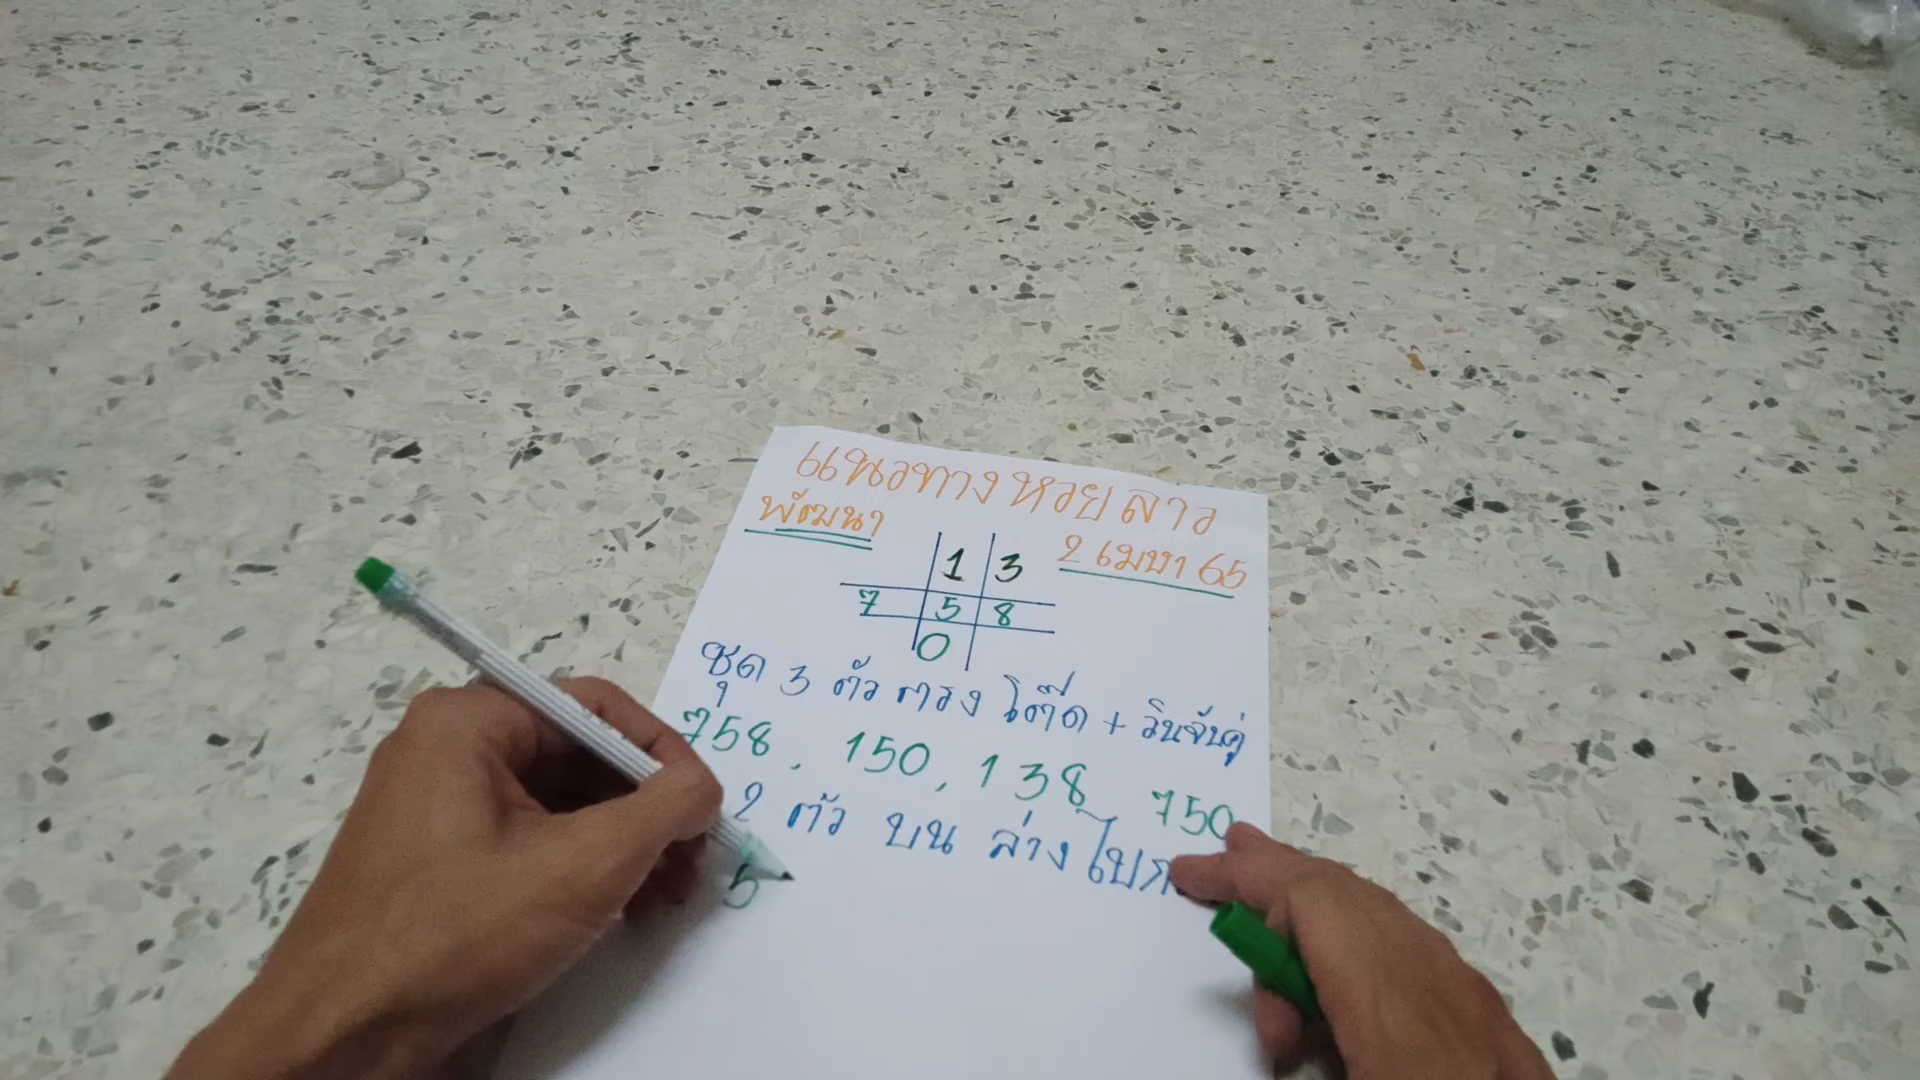 แนวทางหวยลาว
พัฒนา
2 เมษา 65
1 3
7 5 8
0
ชุด 3 ตัว ตรง โต๊ด + วินจับคู่
758, 150, 138 750
2 ตัว บน ล่าง
5